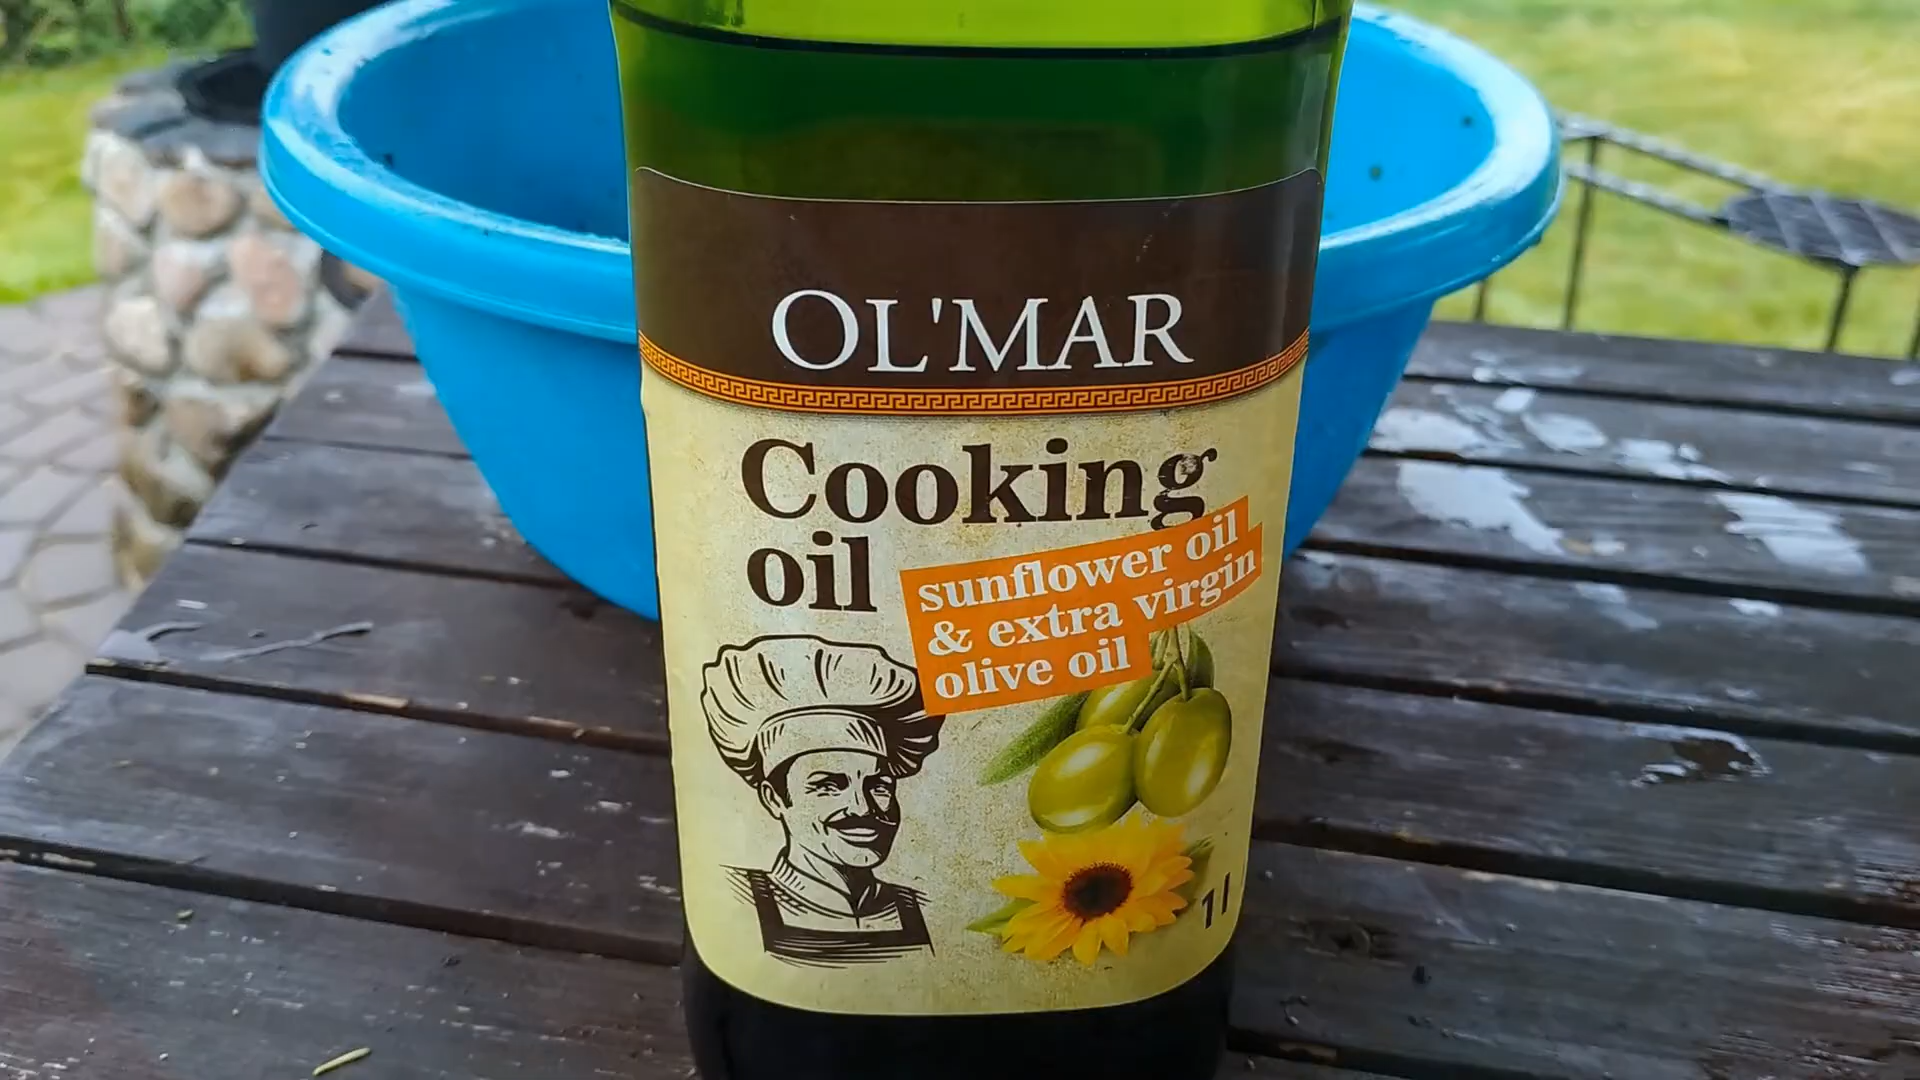 OL'MAR
Cooking
oil
sunflower oil
& extra virgin
olive oil
1l